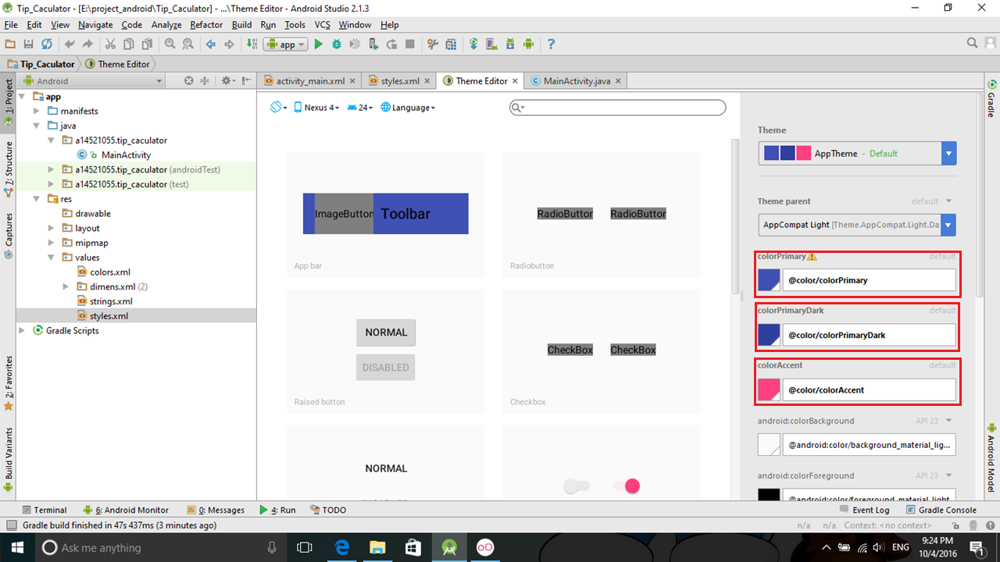 Tip_Caculator - [E:\project_android\Tip_Caculator] - ...\Theme Editor - Android Studio 2.1.3
File Edit View Navigate Code Analyze Refactor Build Run Tools VCS Window Help
app
Tip_Caculator Theme Editor
Android
activity_main.xml styles.xml Theme Editor MainActivity.java
1: Project
7: Structure
Captures
2: Favorites
Build Variants
app
manifests
java
a14521055.tip_caculator
MainActivity
a14521055.tip_caculator (androidTest)
a14521055.tip_caculator (test)
res
drawable
layout
mipmap
values
colors.xml
dimens.xml (2)
strings.xml
styles.xml
Gradle Scripts
Nexus 4 24 Language
ImageButton Toolbar
App bar
RadioButtor RadioButtor
Radiobutton
NORMAL
DISABLED
Raised button
CheckBox CheckBox
Checkbox
NORMAL
DISABLED
Theme
AppTheme - Default
Theme parent default
AppCompat Light [Theme.AppCompat.Light.Da
colorPrimary default
@color/colorPrimary
colorPrimaryDark default
@color/colorPrimaryDark
colorAccent default
@color/colorAccent
android:colorBackground API 23
@android:color/background_material_lig...
android:colorForeground API 23
@android:color/foreground_material_light
Gradle
Android Model
Terminal 6: Android Monitor 0: Messages 4: Run TODO Event Log Gradle Console
Gradle build finished in 47s 437ms (3 minutes ago) n/a n/a Context: <no context>
Ask me anything
ENG
9:24 PM
10/4/2016
1